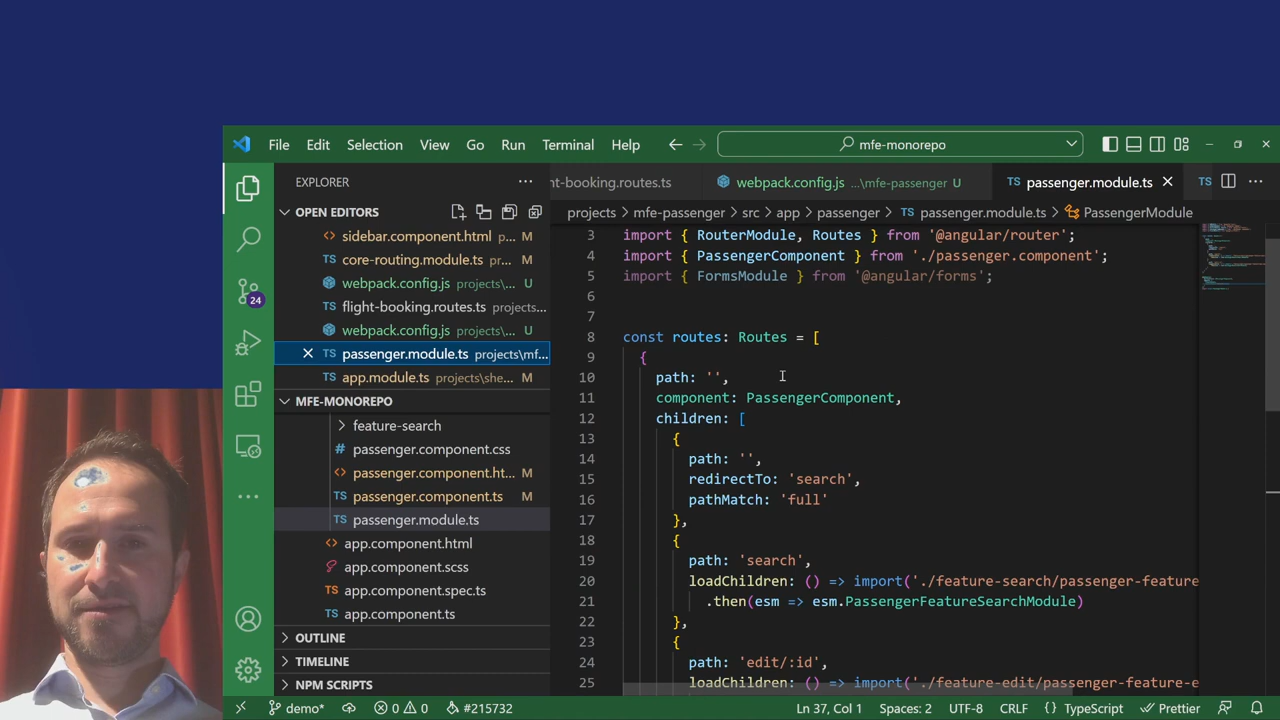 File Edit Selection View Go Run Terminal Help mfe-monorepo
EXPLORER
OPEN EDITORS
sidebar.component.html p...
core-routing.module.ts proj...
webpack.config.js projects\... U
flight-booking.routes.ts proj...
webpack.config.js projects\... U
passenger.module.ts projects\mf...
app.module.ts projects\she...
MFE-MONOREPO
feature-search
passenger.component.css
passenger.component.ht... M
passenger.component.ts M
passenger.module.ts
app.component.html
app.component.scss
app.component.spec.ts
app.component.ts
OUTLINE
TIMELINE
NPM SCRIPTS
24
nt-booking.routes.ts webpack.config.js ...\mfe-passenger U TS passenger.module.ts TS
projects > mfe-passenger > src > app > passenger > TS passenger.module.ts > PassengerModule
3 import { RouterModule, Routes } from '@angular/router';
4 import { PassengerComponent } from './passenger.component';
5 import { FormsModule } from '@angular/forms';
6
7
8 const routes: Routes = [
9 {
10 path: '',
11 component: PassengerComponent,
12 children: [
13 {
14 path: '',
15 redirectTo: 'search',
16 pathMatch: 'full'
17 },
18 {
19 path: 'search',
20 loadChildren: () => import('./feature-search/passenger-feature
21 .then(esm => esm.PassengerFeatureSearchModule)
22 },
23 {
24 path: 'edit/:id',
25 loadChildren: () => import('./feature-edit/passenger-feature-e
demo* 0 0 #215732 Ln 37, Col 1 Spaces: 2 UTF-8 CRLF { } TypeScript Prettier